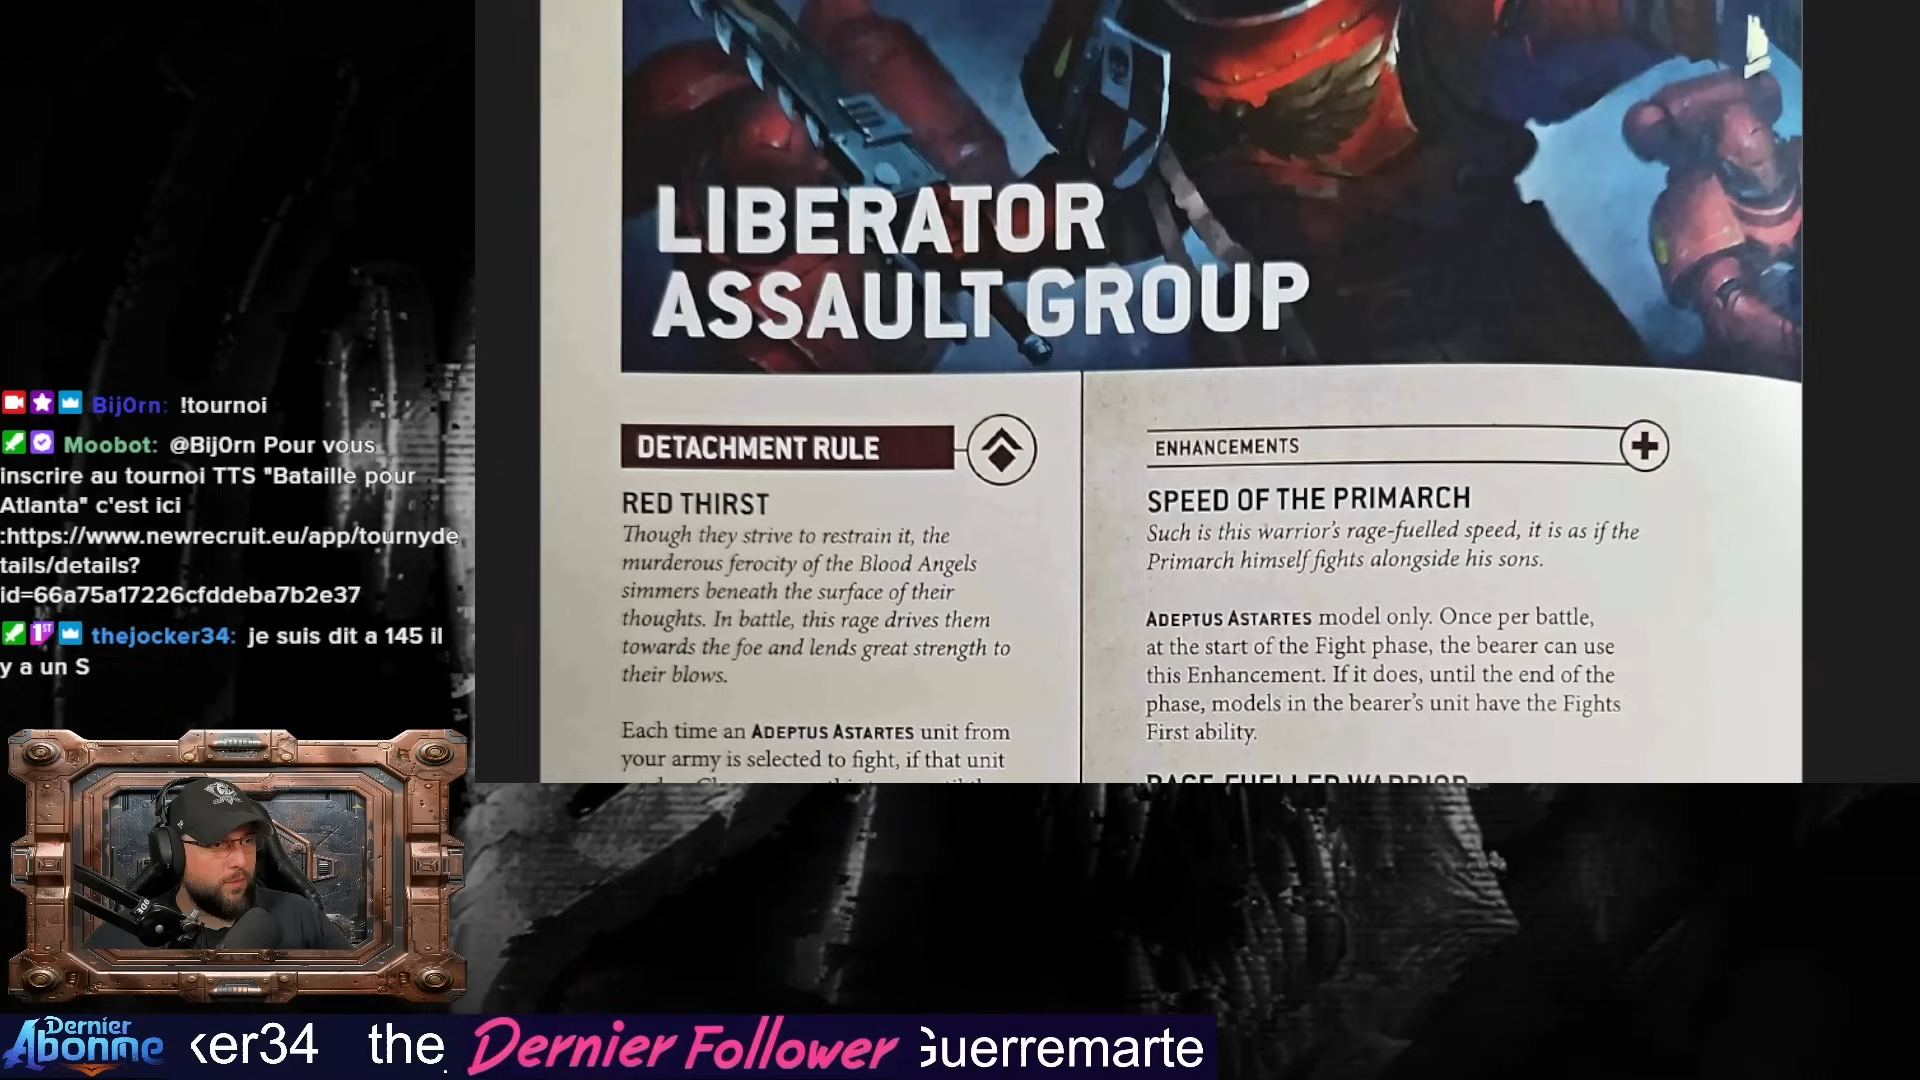 LIBERATOR
ASSAULT GROUP
DETACHMENT RULE
RED THIRST
Though they strive to restrain it, the
murderous ferocity of the Blood Angels
simmers beneath the surface of their
thoughts. In battle, this rage drives them
towards the foe and lends great strength to
their blows.
Each time an ADEPTUS ASTARTES unit from
your army is selected to fight, if that unit
ENHANCEMENTS
SPEED OF THE PRIMARCH
Such is this warrior's rage-fuelled speed, it is as if the
Primarch himself fights alongside his sons.
ADEPTUS ASTARTES model only. Once per battle,
at the start of the Fight phase, the bearer can use
this Enhancement. If it does, until the end of the
phase, models in the bearer's unit have the Fights
First ability.
RAGE-FUELLED WARRIOR
Bij0rn: !tournoi
Moobot: @Bij0rn Pour vous
inscrire au tournoi TTS "Bataille pour
Atlanta" c'est ici
:https://www.newrecruit.eu/app/tournyde
tails/details?
id=66a75a17226cfddeba7b2e37
1ST thejocker34: je suis dit a 145 il
y a un S
Dernier
Abonné
ker34 the
Dernier Follower
Guerremarte